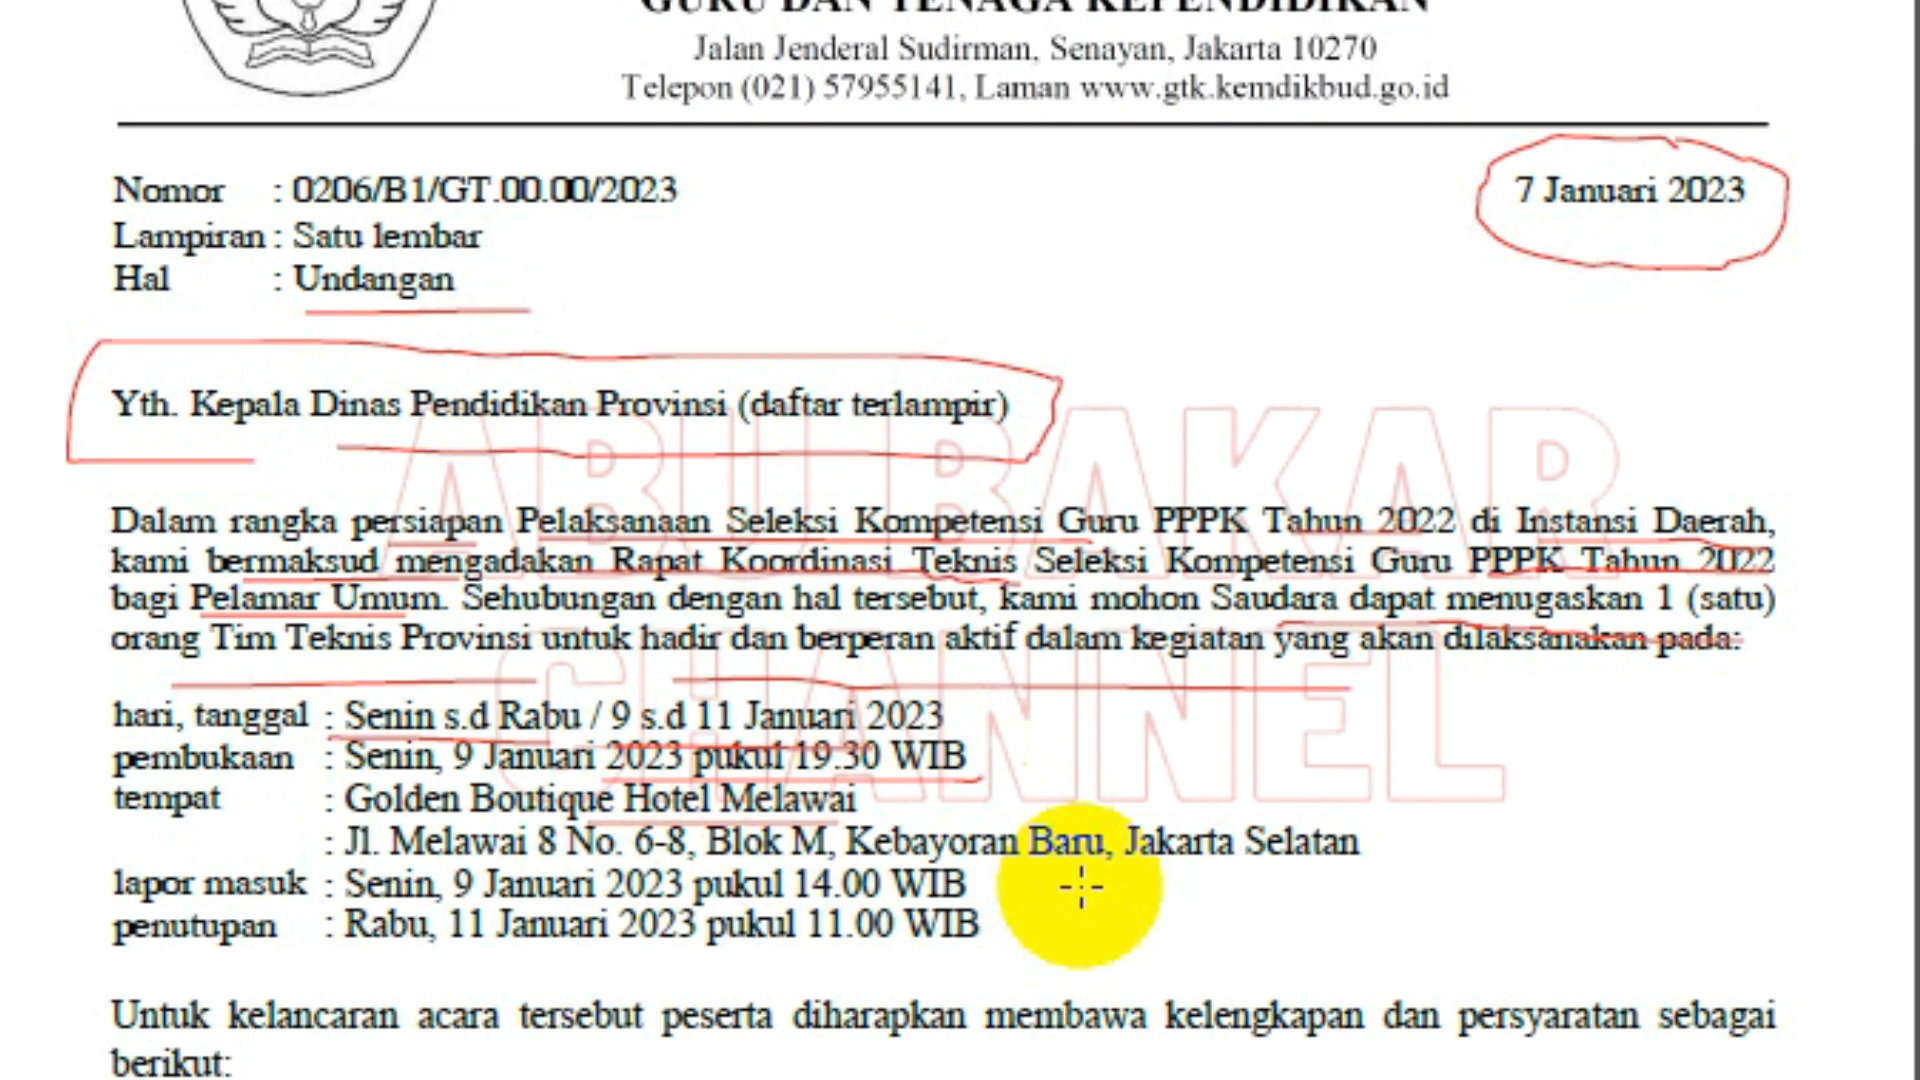 GURU DAN TENAGA KEPENDIDIKAN
Jalan Jenderal Sudirman, Senayan, Jakarta 10270
Telepon (021) 57955141, Laman www.gtk.kemdikbud.go.id
Nomor : 0206/B1/GT.00.00/2023
7 Januari 2023
Lampiran : Satu lembar
Hal : Undangan
Yth. Kepala Dinas Pendidikan Provinsi (daftar terlampir)
ABU BAKAR
CHANNEL
Dalam rangka persiapan Pelaksanaan Seleksi Kompetensi Guru PPPK Tahun 2022 di Instansi Daerah,
kami bermaksud mengadakan Rapat Koordinasi Teknis Seleksi Kompetensi Guru PPPK Tahun 2022
bagi Pelamar Umum. Sehubungan dengan hal tersebut, kami mohon Saudara dapat menugaskan 1 (satu)
orang Tim Teknis Provinsi untuk hadir dan berperan aktif dalam kegiatan yang akan dilaksanakan pada:
hari, tanggal : Senin s.d Rabu / 9 s.d 11 Januari 2023
pembukaan : Senin, 9 Januari 2023 pukul 19.30 WIB
tempat : Golden Boutique Hotel Melawai
: Jl. Melawai 8 No. 6-8, Blok M, Kebayoran Baru, Jakarta Selatan
lapor masuk : Senin, 9 Januari 2023 pukul 14.00 WIB
penutupan : Rabu, 11 Januari 2023 pukul 11.00 WIB
Untuk kelancaran acara tersebut peserta diharapkan membawa kelengkapan dan persyaratan sebagai
berikut: